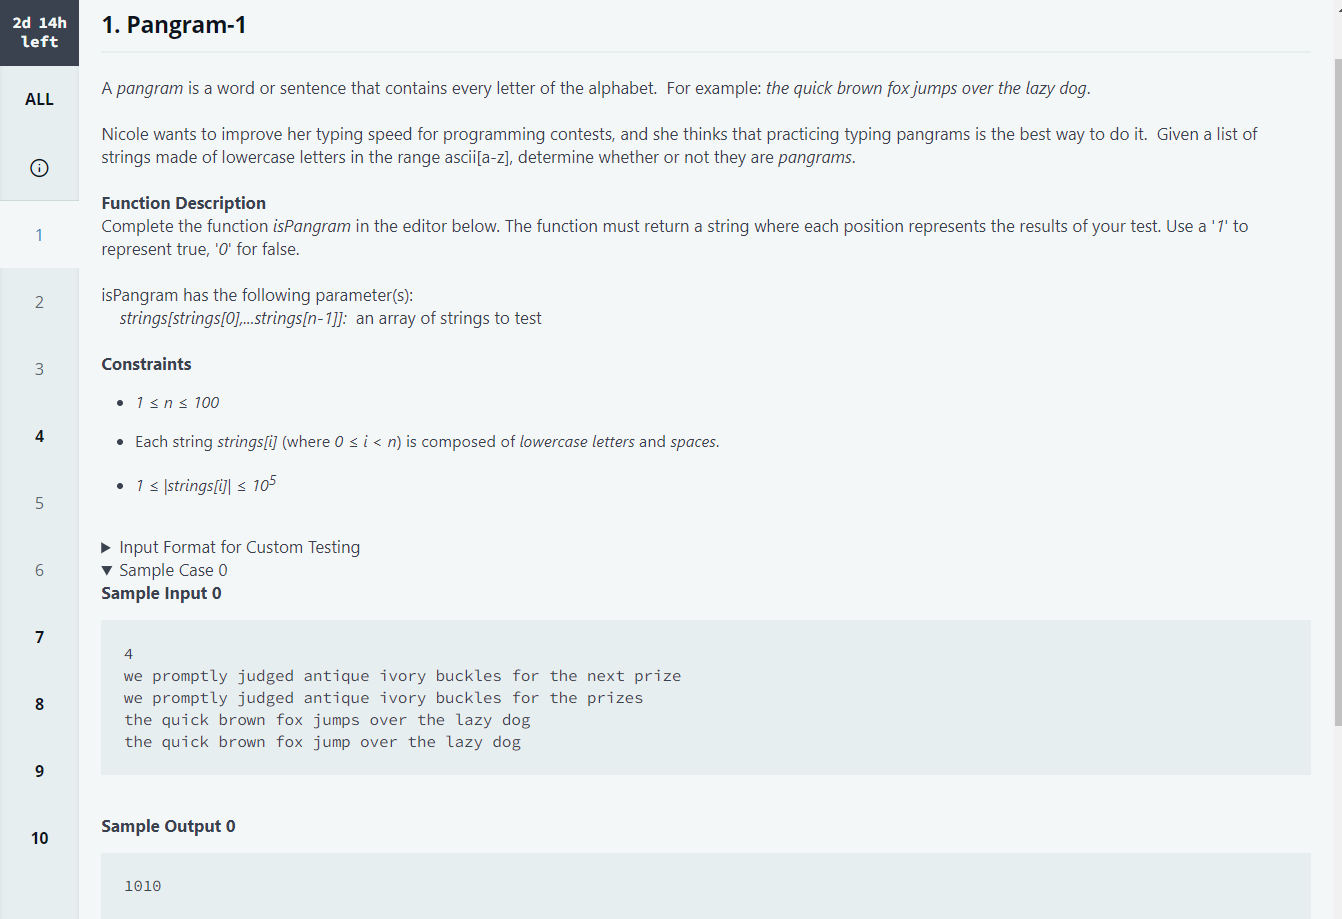 2d 14h
left
ALL
1
2
3
4
5
6
7
8
9
10
1. Pangram-1
A pangram is a word or sentence that contains every letter of the alphabet.  For example: the quick brown fox jumps over the lazy dog.
Nicole wants to improve her typing speed for programming contests, and she thinks that practicing typing pangrams is the best way to do it.  Given a list of
strings made of lowercase letters in the range ascii[a-z], determine whether or not they are pangrams.
Function Description
Complete the function isPangram in the editor below. The function must return a string where each position represents the results of your test. Use a '1' to
represent true, '0' for false.
isPangram has the following parameter(s):
strings[strings[0],...strings[n-1]]:  an array of strings to test
Constraints
• 1 ≤ n ≤ 100
• Each string strings[i] (where 0 ≤ i < n) is composed of lowercase letters and spaces.
• 1 ≤ |strings[i]| ≤ 10⁵
▶ Input Format for Custom Testing
▼ Sample Case 0
Sample Input 0
4
we promptly judged antique ivory buckles for the next prize
we promptly judged antique ivory buckles for the prizes
the quick brown fox jumps over the lazy dog
the quick brown fox jump over the lazy dog
Sample Output 0
1010